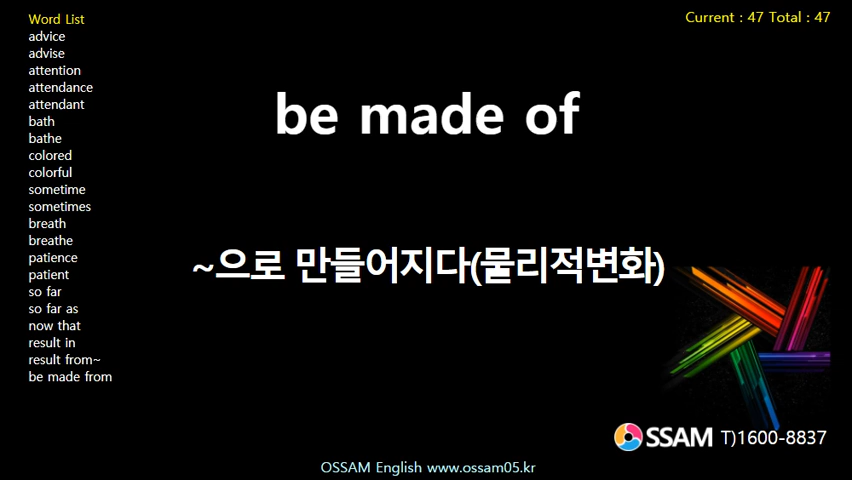 Word List
advice
advise
attention
attendance
attendant
bath
bathe
colored
colorful
sometime
sometimes
breath
breathe
patience
patient
so far
so far as
now that
result in
result from~
be made from
Current : 47 Total : 47
be made of
~으로 만들어지다(물리적변화)
OSSAM T)1600-8837
OSSAM English www.ossam05.kr